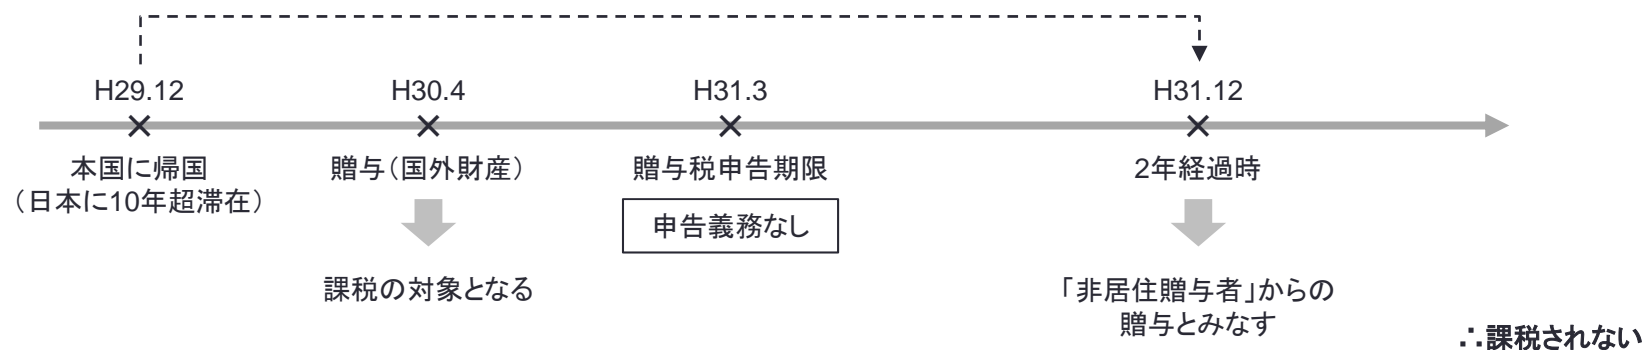 H29.12
H30.4
H31.3
H31.12
本国に帰国
（日本に10年超滞在）
贈与（国外財産）
贈与税申告期限
2年経過時
申告義務なし
課税の対象となる
「非居住贈与者」からの
贈与とみなす
∴課税されない